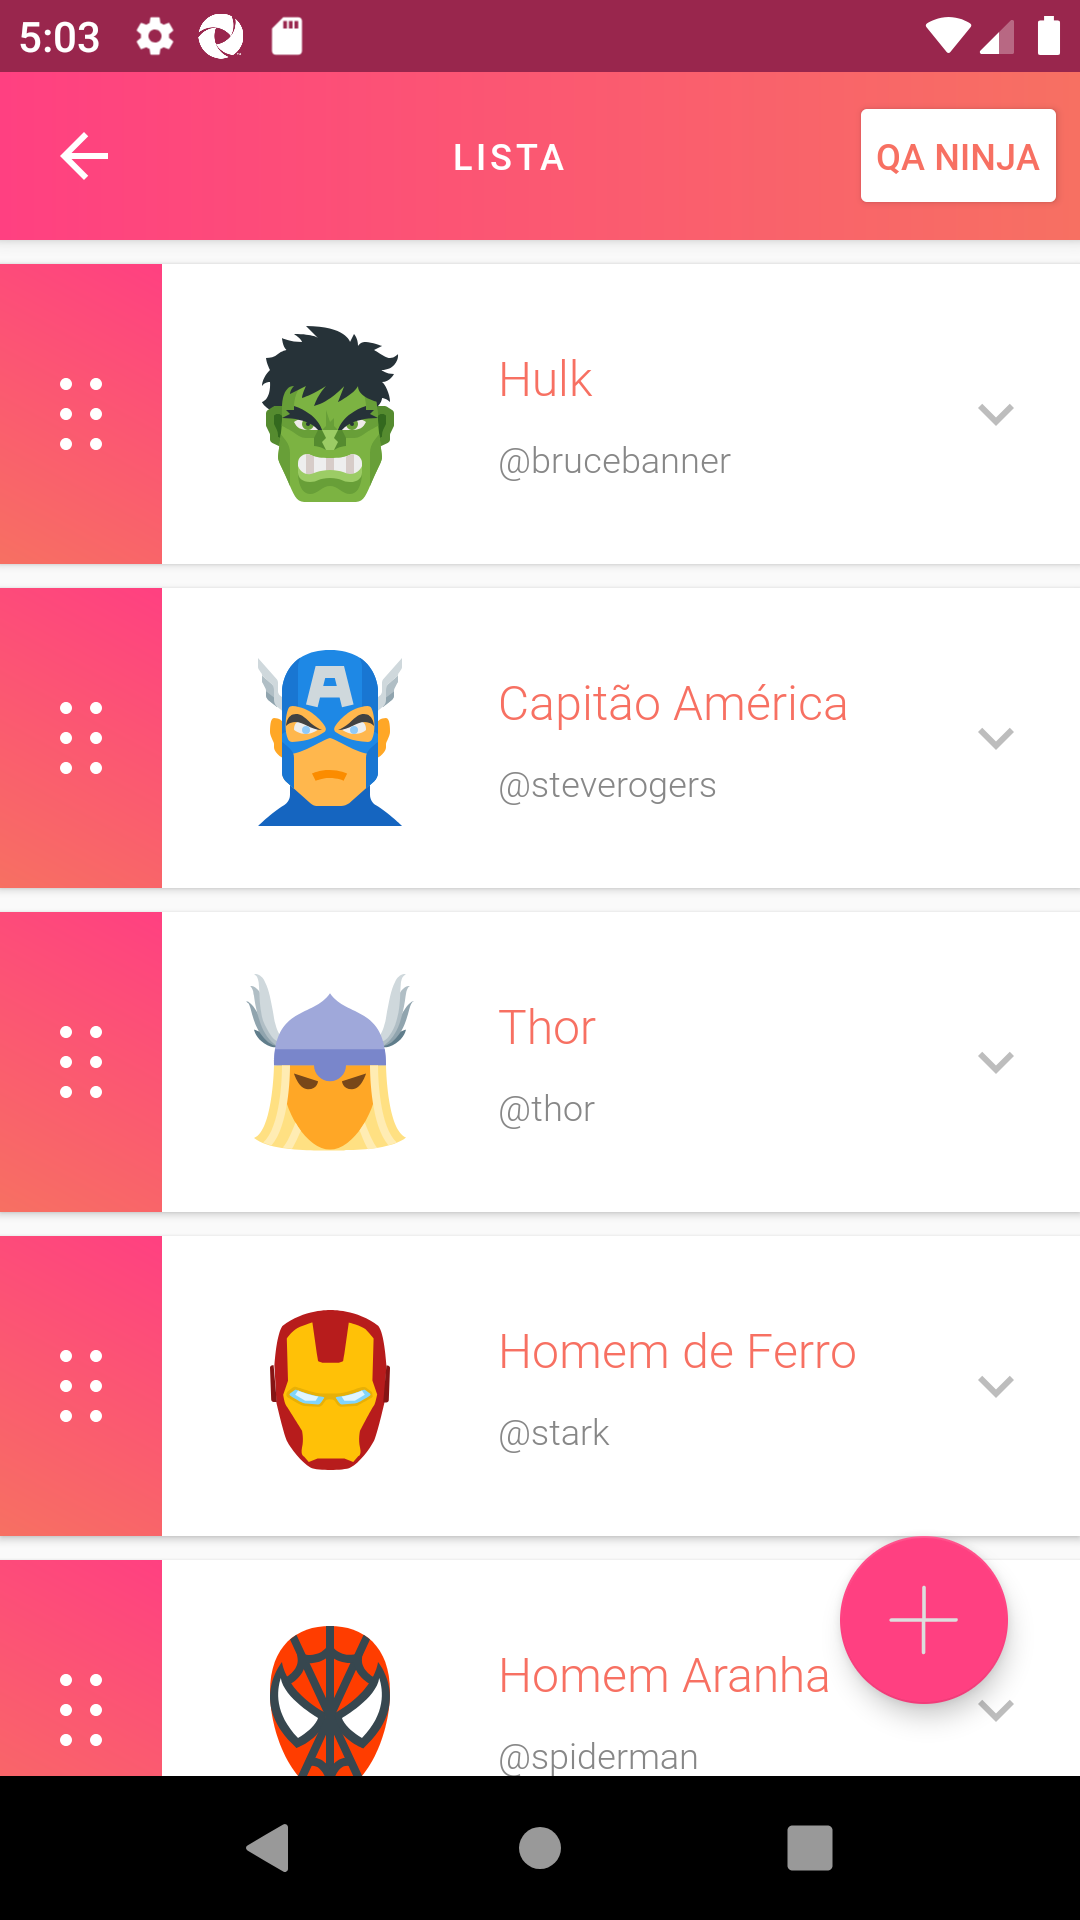 5:03
LISTA
QA NINJA
Hulk
@brucebanner
Capitão América
@steverogers
Thor
@thor
Homem de Ferro
@stark
Homem Aranha
@spiderman